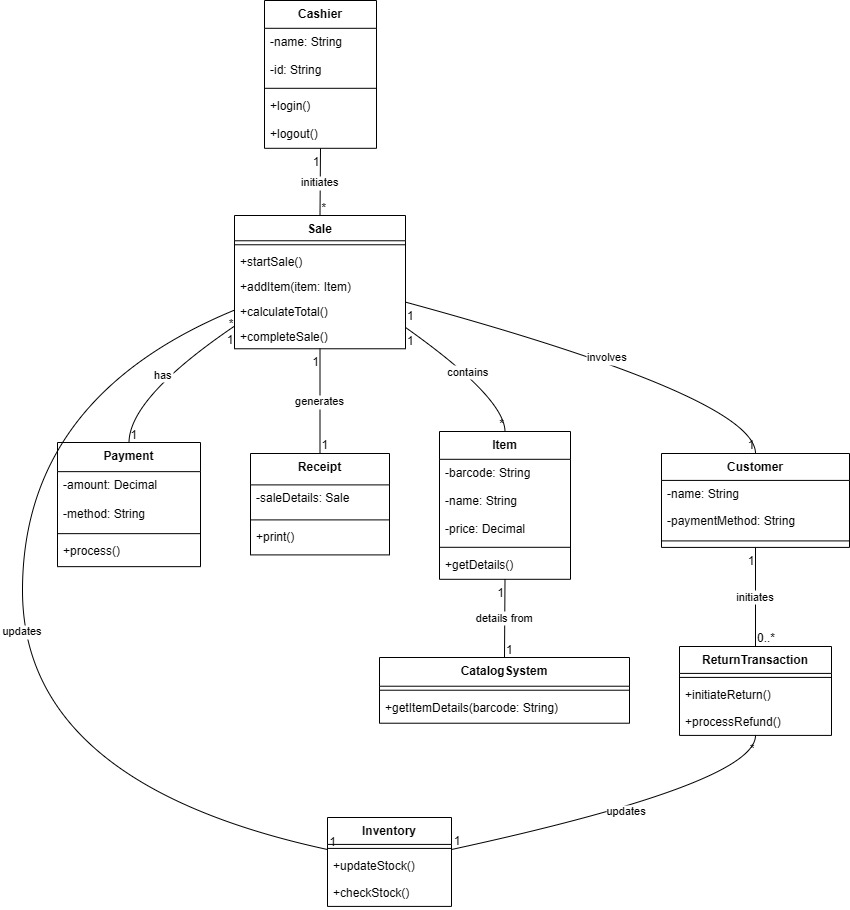 Cashier
-name: String
-id: String
+login()
+logout()
1
initiates
*
Sale
+startSale()
+addItem(item: Item)
+calculateTotal()
+completeSale()
*
1
1
1
1
has
generates
contains
involves
1
1
*
1
Payment
-amount: Decimal
-method: String
+process()
Receipt
-saleDetails: Sale
+print()
Item
-barcode: String
-name: String
-price: Decimal
+getDetails()
Customer
-name: String
-paymentMethod: String
1
details from
1
1
initiates
0..*
CatalogSystem
+getItemDetails(barcode: String)
ReturnTransaction
+initiateReturn()
+processRefund()
*
updates
updates
1
1
Inventory
+updateStock()
+checkStock()